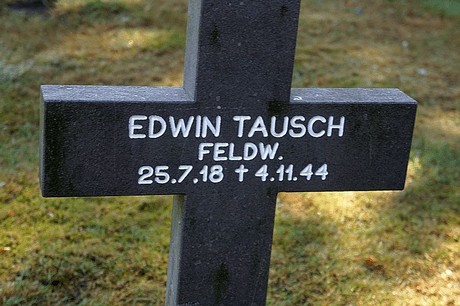 EDWIN TAUSCH
FELDW.
25.7.18 ✝ 4.11.44